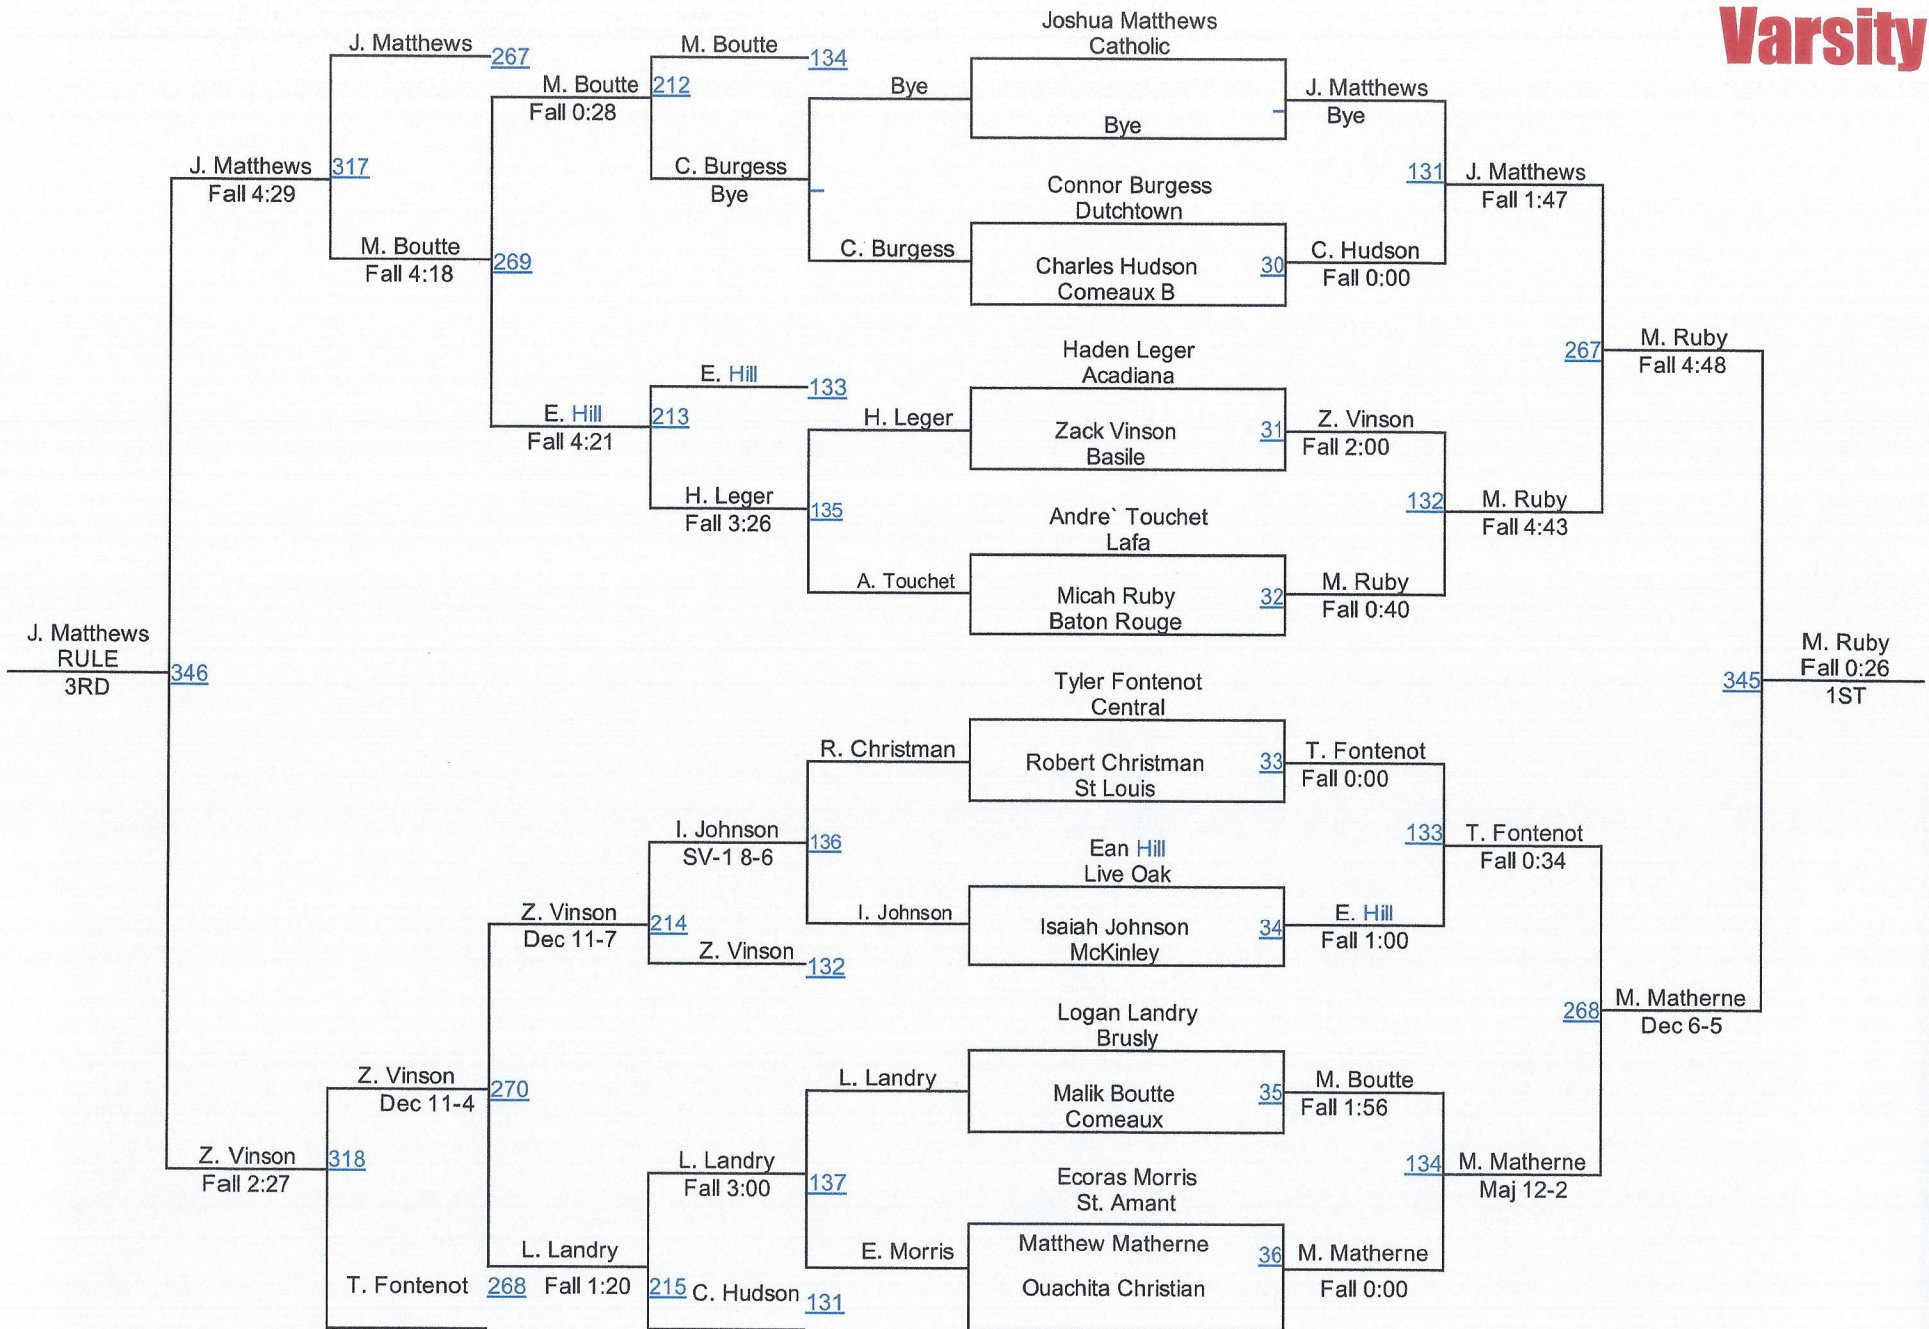 Varsity
Joshua Matthews
Catholic
Bye
J. Matthews
Bye
Connor Burgess
Dutchtown
Charles Hudson
Comeaux B
30
C. Hudson
Fall 0:00
131
J. Matthews
Fall 1:47
Haden Leger
Acadiana
Zack Vinson
Basile
31
Z. Vinson
Fall 2:00
Andre` Touchet
Lafa
Micah Ruby
Baton Rouge
32
M. Ruby
Fall 0:40
132
M. Ruby
Fall 4:43
267
M. Ruby
Fall 4:48
Tyler Fontenot
Central
Robert Christman
St Louis
33
T. Fontenot
Fall 0:00
Ean Hill
Live Oak
Isaiah Johnson
McKinley
34
E. Hill
Fall 1:00
133
T. Fontenot
Fall 0:34
Logan Landry
Brusly
Malik Boutte
Comeaux
35
M. Boutte
Fall 1:56
Ecoras Morris
St. Amant
Matthew Matherne
Ouachita Christian
36
M. Matherne
Fall 0:00
134
M. Matherne
Maj 12-2
268
M. Matherne
Dec 6-5
345
M. Ruby
Fall 0:26
1ST
Bye
C. Burgess
M. Boutte
134
C. Burgess
Bye
212
M. Boutte
Fall 0:28
H. Leger
A. Touchet
135
E. Hill
133
H. Leger
Fall 3:26
213
E. Hill
Fall 4:21
269
M. Boutte
Fall 4:18
J. Matthews
267
317
J. Matthews
Fall 4:29
R. Christman
I. Johnson
136
I. Johnson
SV-1 8-6
Z. Vinson
132
214
Z. Vinson
Dec 11-7
L. Landry
E. Morris
137
L. Landry
Fall 3:00
C. Hudson
131
215
L. Landry
Fall 1:20
270
Z. Vinson
Dec 11-4
T. Fontenot
268
318
Z. Vinson
Fall 2:27
346
J. Matthews
RULE
3RD